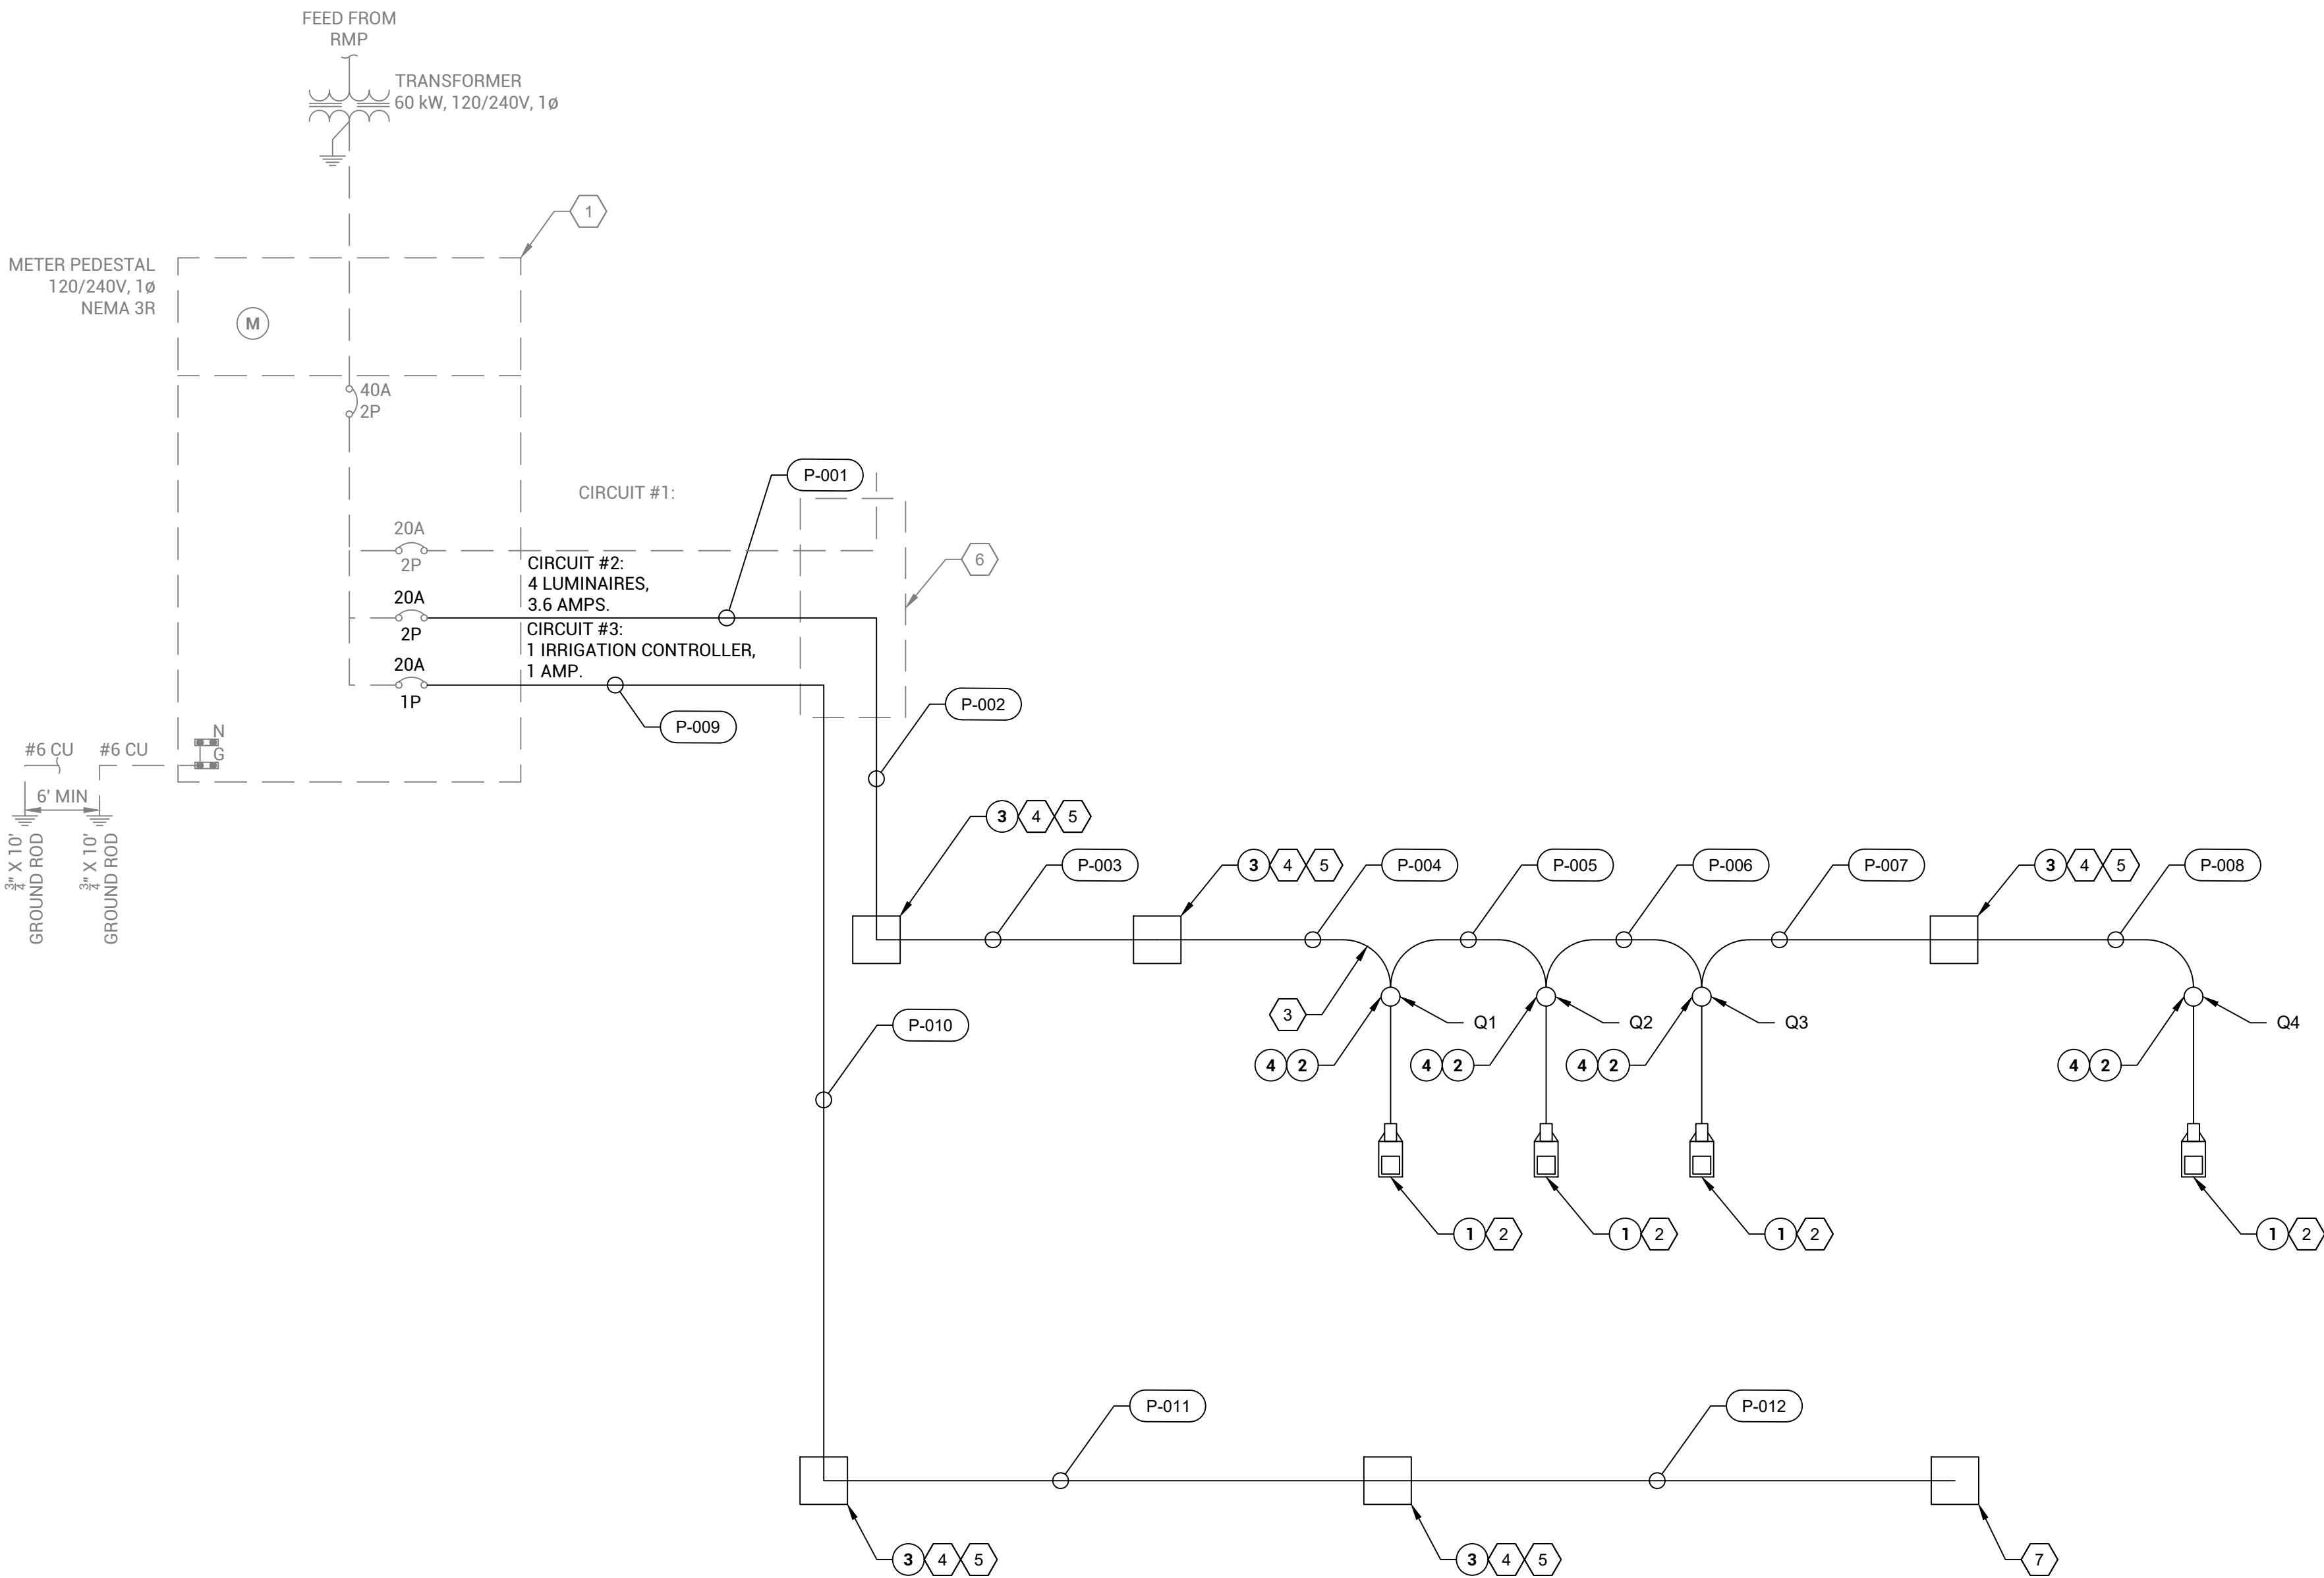 FEED FROM
RMP
TRANSFORMER
60 kW, 120/240V, 1ø
1
METER PEDESTAL
120/240V, 1ø
NEMA 3R
M
40A
2P
P-001
CIRCUIT #1:
20A
2P
6
CIRCUIT #2:
4 LUMINAIRES,
3.6 AMPS.
20A
2P
CIRCUIT #3:
1 IRRIGATION CONTROLLER,
1 AMP.
20A
1P
P-002
P-009
N
G
#6 CU
#6 CU
6' MIN
3/4" X 10'
GROUND ROD
3/4" X 10'
GROUND ROD
3 4 5
P-003
3 4 5
P-004
P-005
P-006
P-007
3 4 5
P-008
3
Q1
Q2
Q3
Q4
P-010
4 2
4 2
4 2
4 2
1 2
1 2
1 2
1 2
P-011
P-012
3 4 5
3 4 5
7